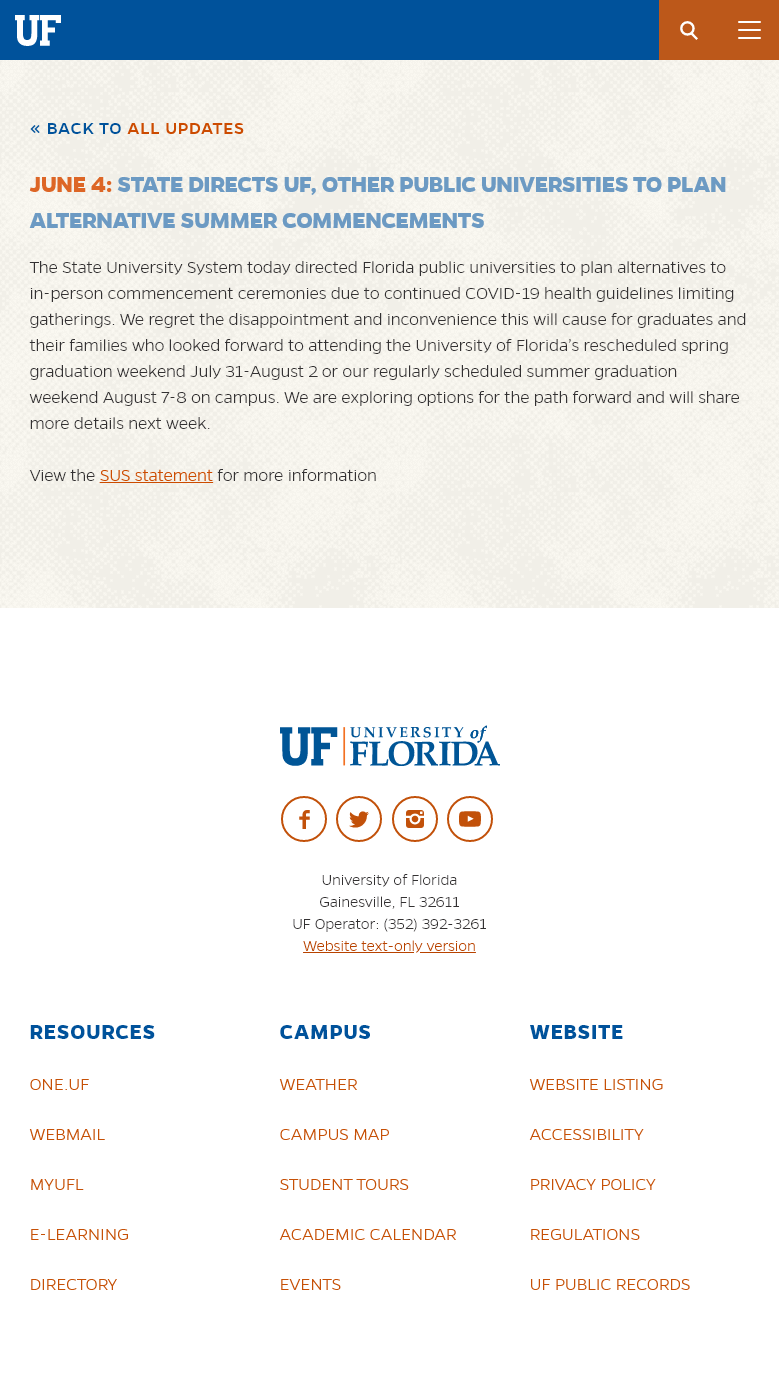 UF
« BACK TO ALL UPDATES
JUNE 4: STATE DIRECTS UF, OTHER PUBLIC UNIVERSITIES TO PLAN
ALTERNATIVE SUMMER COMMENCEMENTS
The State University System today directed Florida public universities to plan alternatives to
in-person commencement ceremonies due to continued COVID-19 health guidelines limiting
gatherings. We regret the disappointment and inconvenience this will cause for graduates and
their families who looked forward to attending the University of Florida’s rescheduled spring
graduation weekend July 31-August 2 or our regularly scheduled summer graduation
weekend August 7-8 on campus. We are exploring options for the path forward and will share
more details next week.
View the SUS statement for more information
UF UNIVERSITY of
FLORIDA
University of Florida
Gainesville, FL 32611
UF Operator: (352) 392-3261
Website text-only version
RESOURCES
ONE.UF
WEBMAIL
MYUFL
E-LEARNING
DIRECTORY
CAMPUS
WEATHER
CAMPUS MAP
STUDENT TOURS
ACADEMIC CALENDAR
EVENTS
WEBSITE
WEBSITE LISTING
ACCESSIBILITY
PRIVACY POLICY
REGULATIONS
UF PUBLIC RECORDS